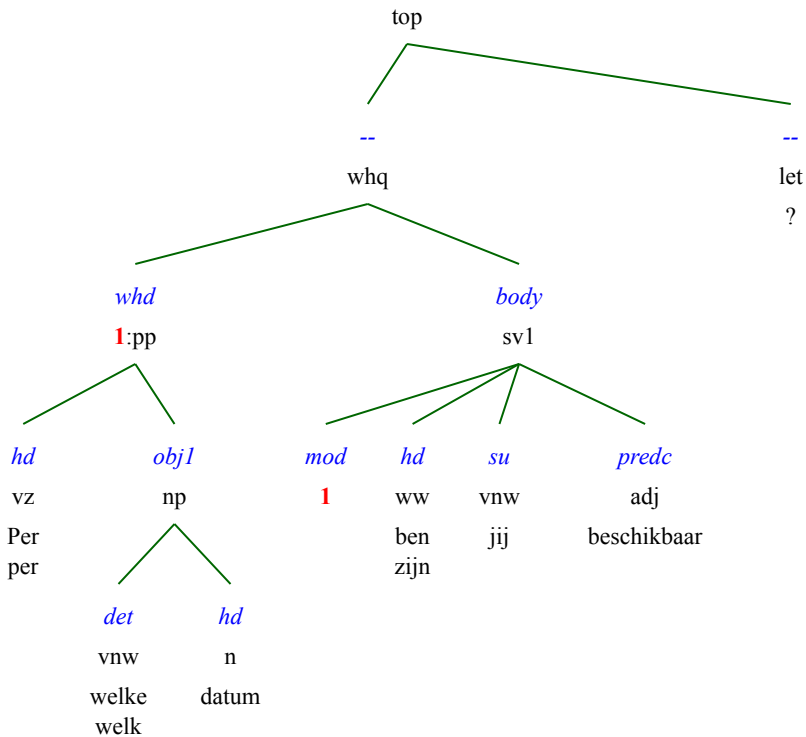 top
-- --
whq let
?
whd body
1:pp sv1
hd obj1 mod hd su predc
vz np 1 ww vnw adj
Per ben jij beschikbaar
per zijn
det hd
vnw n
welke datum
welk